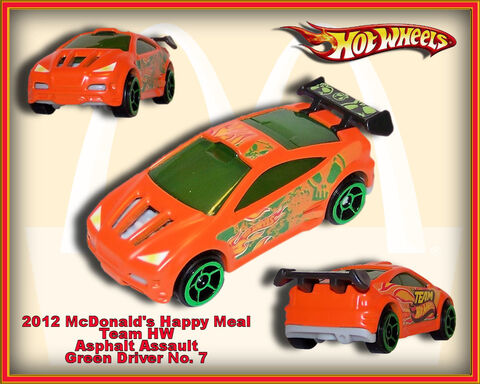 HOT WHEELS
TEAM
2012 McDonald's Happy Meal
Team HW
Asphalt Assault
Green Driver No. 7